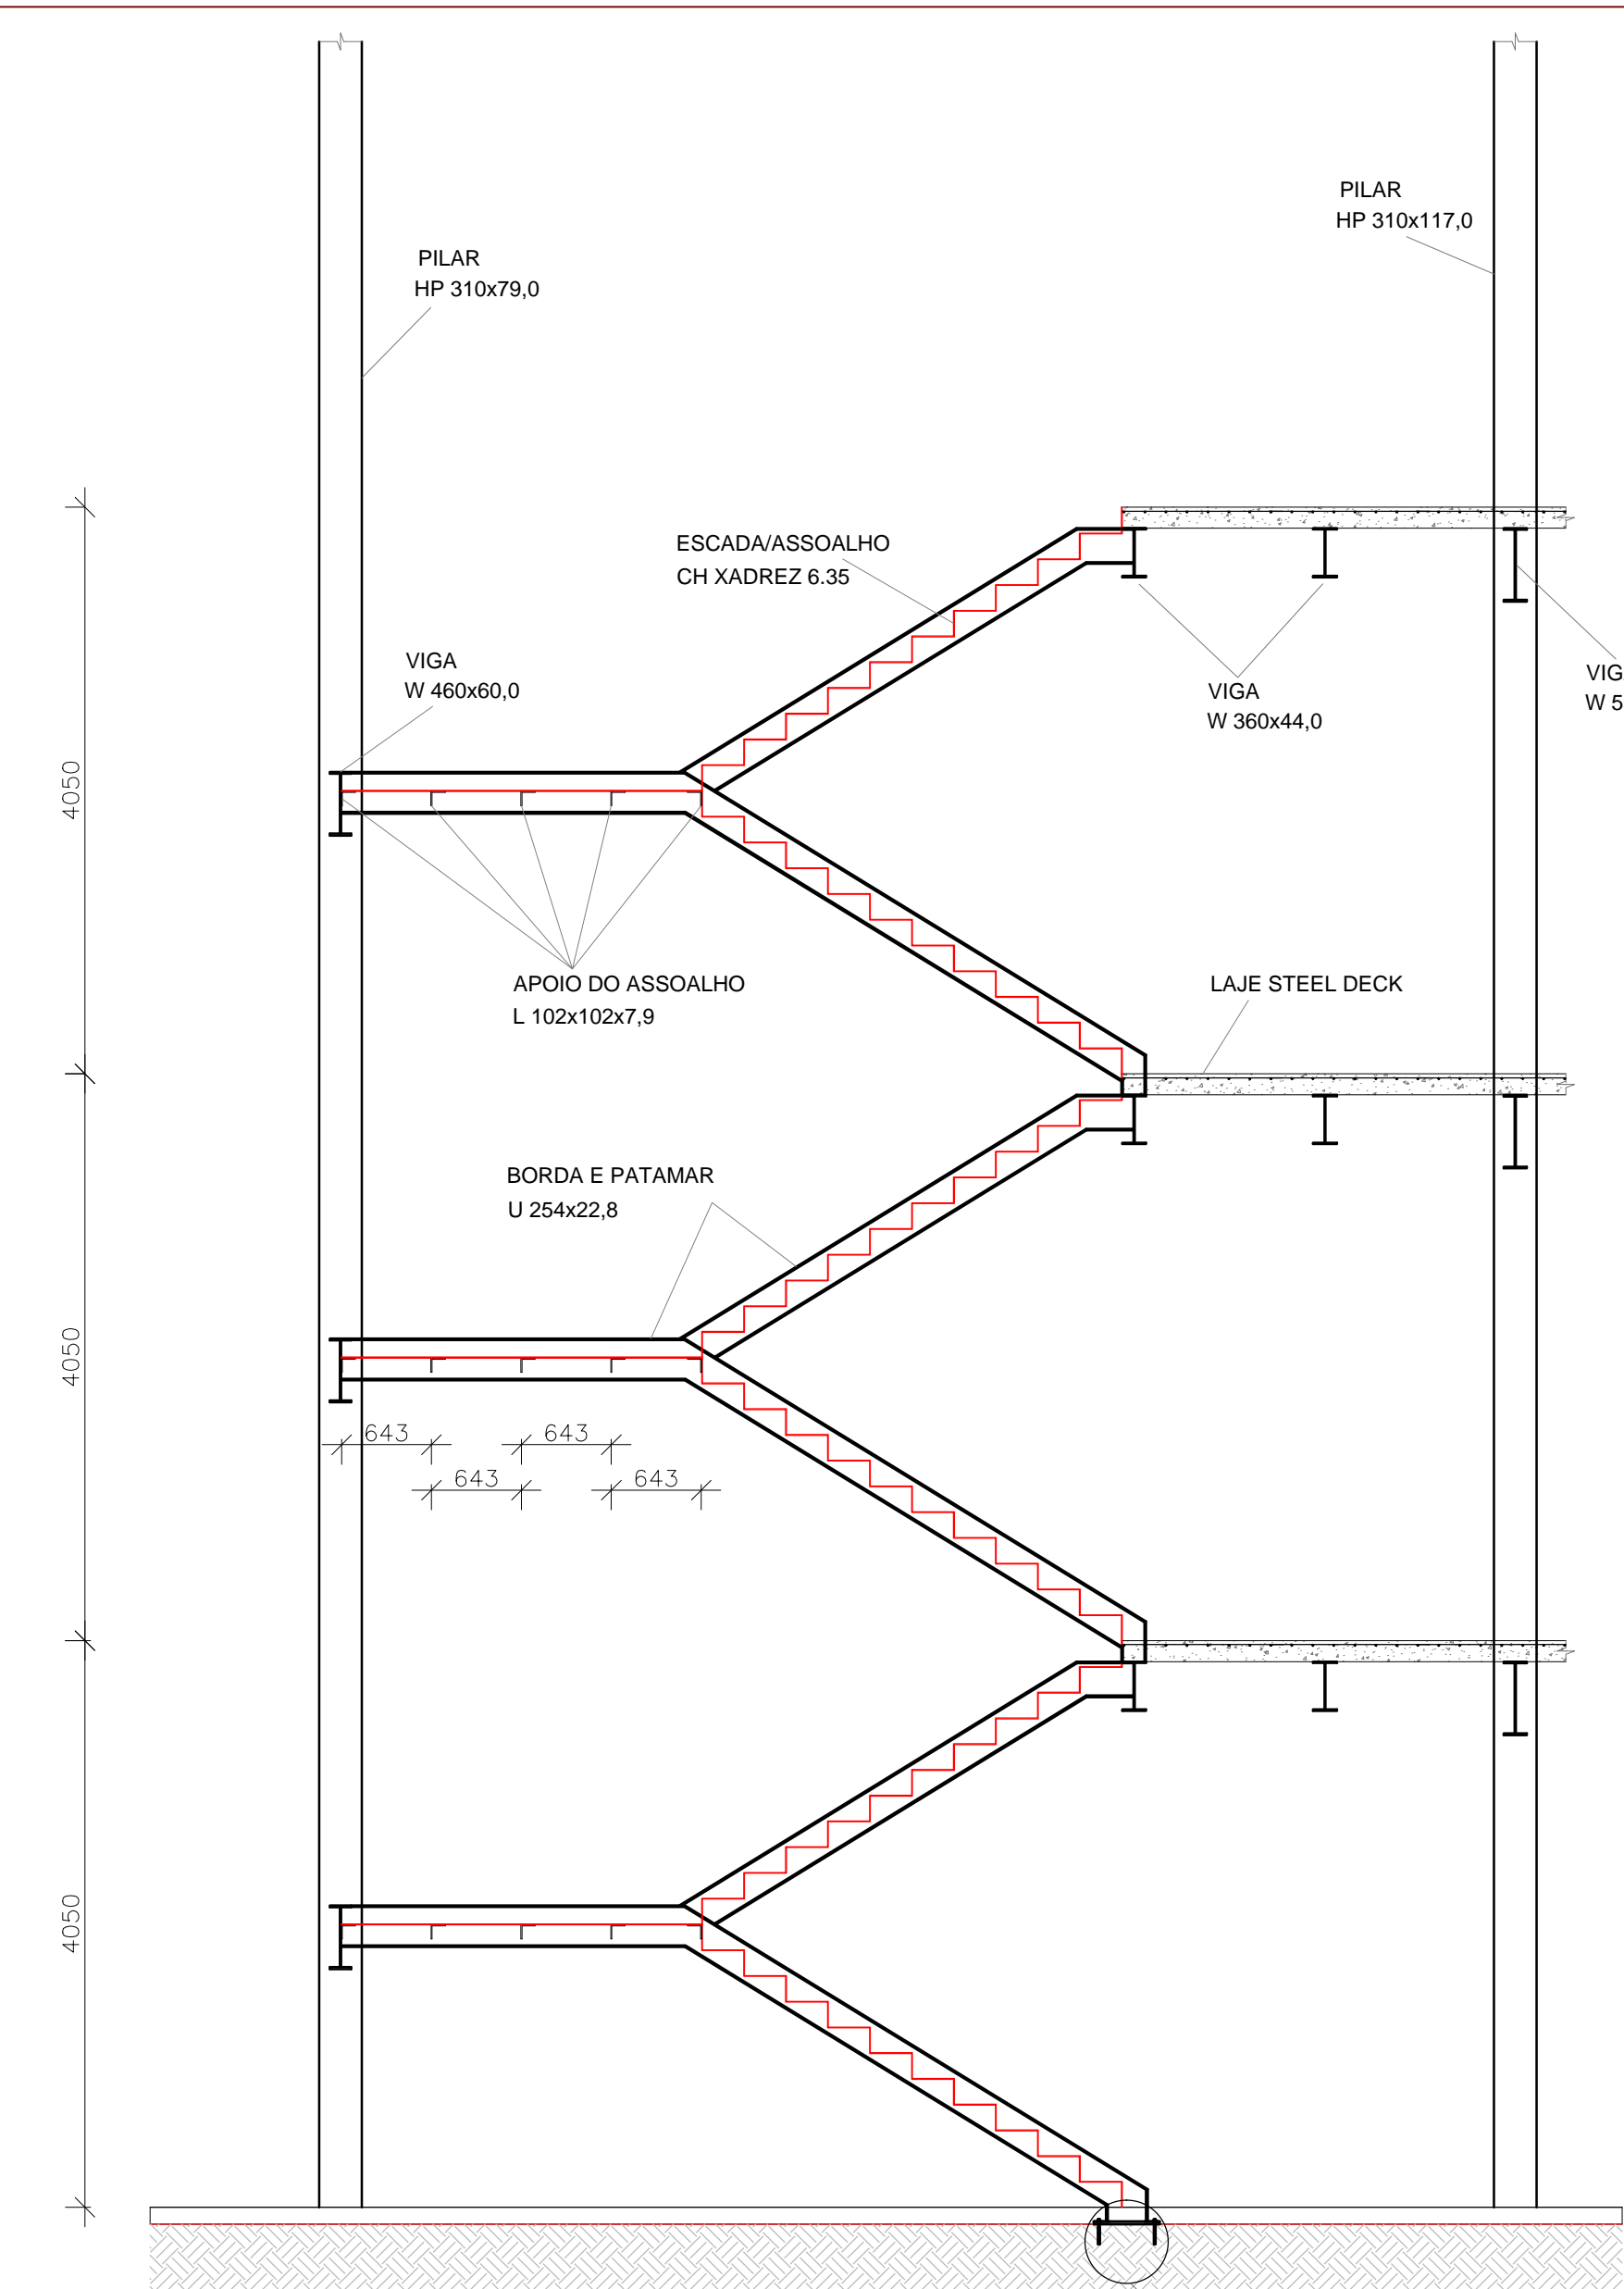 PILAR
HP 310x117,0
PILAR
HP 310x79,0
ESCADA/ASSOALHO
CH XADREZ 6.35
VIGA
W 460x60,0
VIG
W 5
VIGA
W 360x44,0
4050
APOIO DO ASSOALHO
L 102x102x7,9
LAJE STEEL DECK
BORDA E PATAMAR
U 254x22,8
4050
643
643
643
643
4050